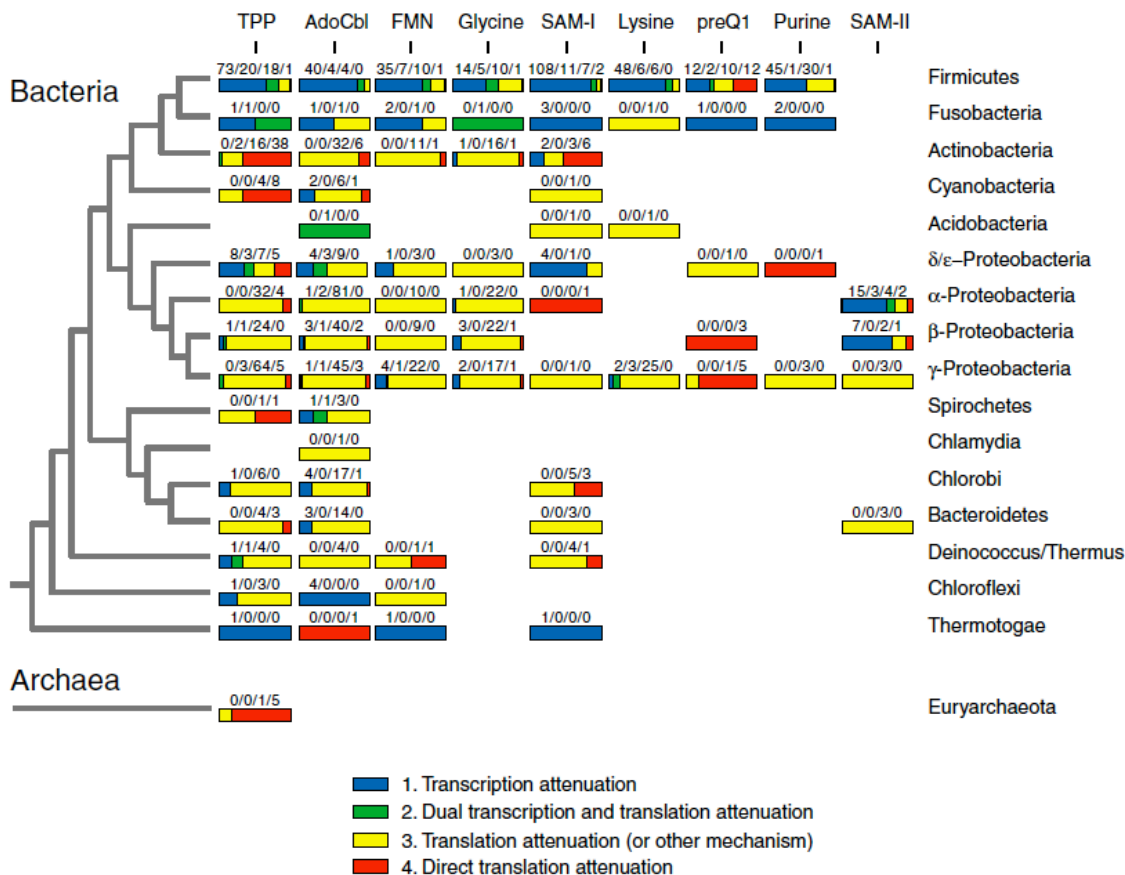 TPP AdoCbl FMN Glycine SAM-I Lysine preQ1 Purine SAM-II
Bacteria
73/20/18/1 40/4/4/0 35/7/10/1 14/5/10/1 108/11/7/2 48/6/6/0 12/2/10/12 45/1/30/1 Firmicutes
1/1/0/0 1/0/1/0 2/0/1/0 0/1/0/0 3/0/0/0 0/0/1/0 1/0/0/0 2/0/0/0 Fusobacteria
0/2/16/38 0/0/32/6 0/0/11/1 1/0/16/1 2/0/3/6 Actinobacteria
0/0/4/8 2/0/6/1 0/0/1/0 Cyanobacteria
0/1/0/0 0/0/1/0 0/0/1/0 Acidobacteria
8/3/7/5 4/3/9/0 1/0/3/0 0/0/3/0 4/0/1/0 0/0/1/0 0/0/0/1 δ/ε–Proteobacteria
0/0/32/4 1/2/81/0 0/0/10/0 1/0/22/0 0/0/0/1 15/3/4/2 α-Proteobacteria
1/1/24/0 3/1/40/2 0/0/9/0 3/0/22/1 0/0/0/3 7/0/2/1 β-Proteobacteria
0/3/64/5 1/1/45/3 4/1/22/0 2/0/17/1 0/0/1/0 2/3/25/0 0/0/1/5 0/0/3/0 0/0/3/0 γ-Proteobacteria
0/0/1/1 1/1/3/0 Spirochetes
0/0/1/0 Chlamydia
1/0/6/0 4/0/17/1 0/0/5/3 Chlorobi
0/0/4/3 3/0/14/0 0/0/3/0 0/0/3/0 Bacteroidetes
1/1/4/0 0/0/4/0 0/0/1/1 0/0/4/1 Deinococcus/Thermus
1/0/3/0 4/0/0/0 0/0/1/0 Chloroflexi
1/0/0/0 0/0/0/1 1/0/0/0 1/0/0/0 Thermotogae
Archaea
0/0/1/5 Euryarchaeota
1. Transcription attenuation
2. Dual transcription and translation attenuation
3. Translation attenuation (or other mechanism)
4. Direct translation attenuation